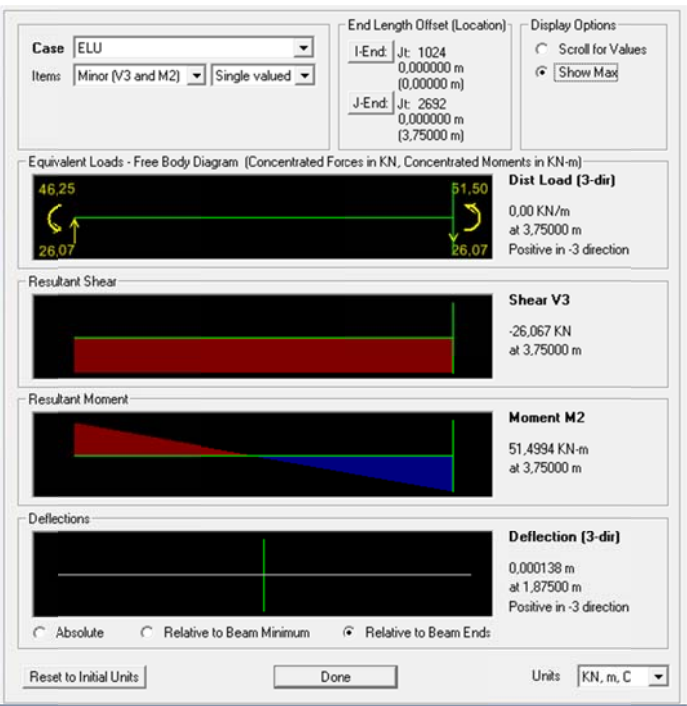 Case ELU
Items Minor (V3 and M2) Single valued
End Length Offset (Location)
I-End: Jt: 1024
0,000000 m
(0,00000 m)
J-End: Jt: 2692
0,000000 m
(3,75000 m)
Display Options
Scroll for Values
Show Max
Equivalent Loads - Free Body Diagram (Concentrated Forces in KN, Concentrated Moments in KN-m)
46,25 51,50
26,07 26,07
Dist Load (3-dir)
0,00 KN/m
at 3,75000 m
Positive in -3 direction
Resultant Shear
Shear V3
-26,067 KN
at 3,75000 m
Resultant Moment
Moment M2
51,4994 KN-m
at 3,75000 m
Deflections
Deflection (3-dir)
0,000138 m
at 1,87500 m
Positive in -3 direction
Absolute Relative to Beam Minimum Relative to Beam Ends
Reset to Initial Units Done Units KN, m, C